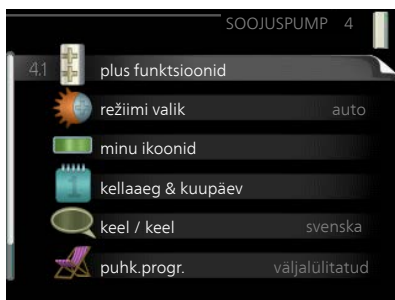 SOOJUSPUMP 4
4.1 plus funktsioonid
režiimi valik auto
minu ikoonid
kellaaeg & kuupäev
keel / keel svenska
puhk.progr. väljalülitatud